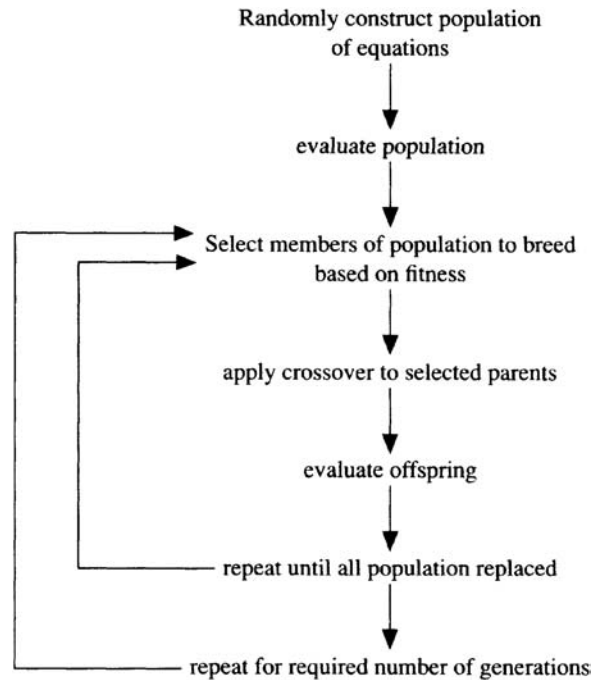 Randomly construct population
of equations
evaluate population
Select members of population to breed
based on fitness
apply crossover to selected parents
evaluate offspring
repeat until all population replaced
repeat for required number of generations